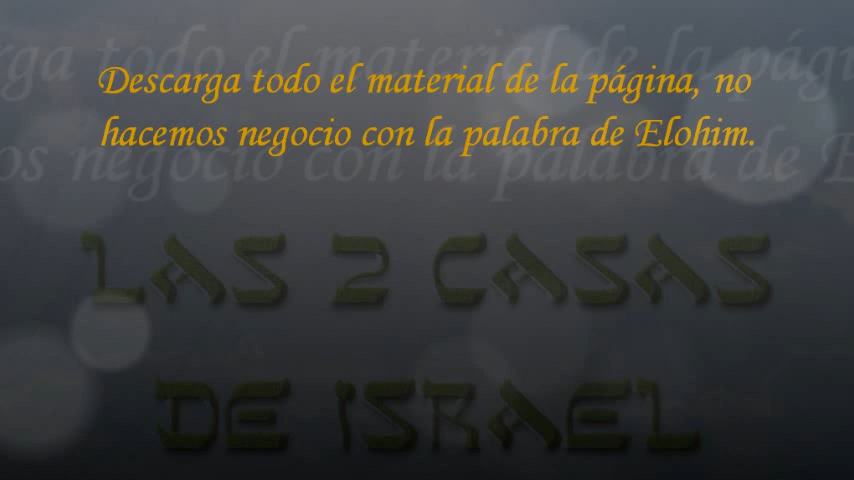 Descarga todo el material de la página, no
hacemos negocio con la palabra de Elohim.
LAS 2 CASAS
DE ISRAEL